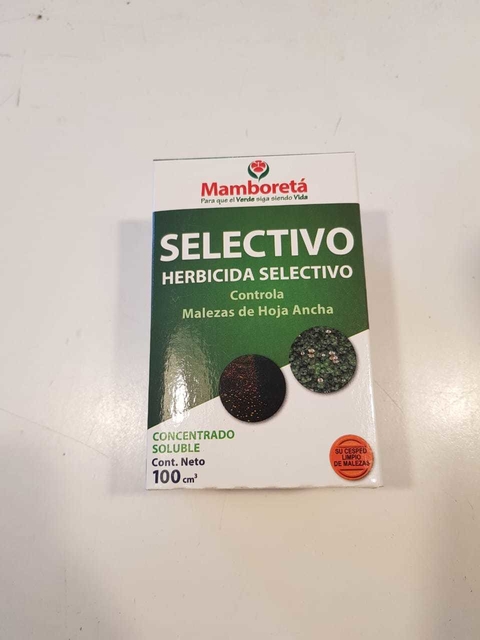 Mamboretá
Para que el Verde siga siendo Vida
SELECTIVO
HERBICIDA SELECTIVO
Controla
Malezas de Hoja Ancha
CONCENTRADO
SOLUBLE
Cont. Neto
100 cm³
SU CESPED
LIMPIO
DE MALEZAS